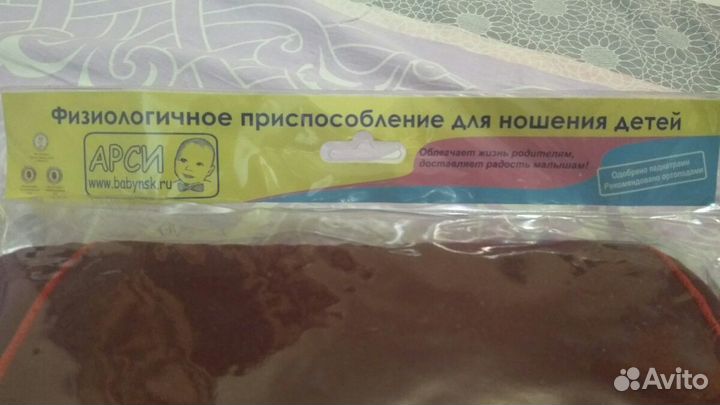 Физиологичное приспособление для ношения детей
АРСИ
www.babynsk.ru
Облегчает жизнь родителям,
доставляет радость малышам!
Одобрено педиатрами
Рекомендовано ортопедами
Avito